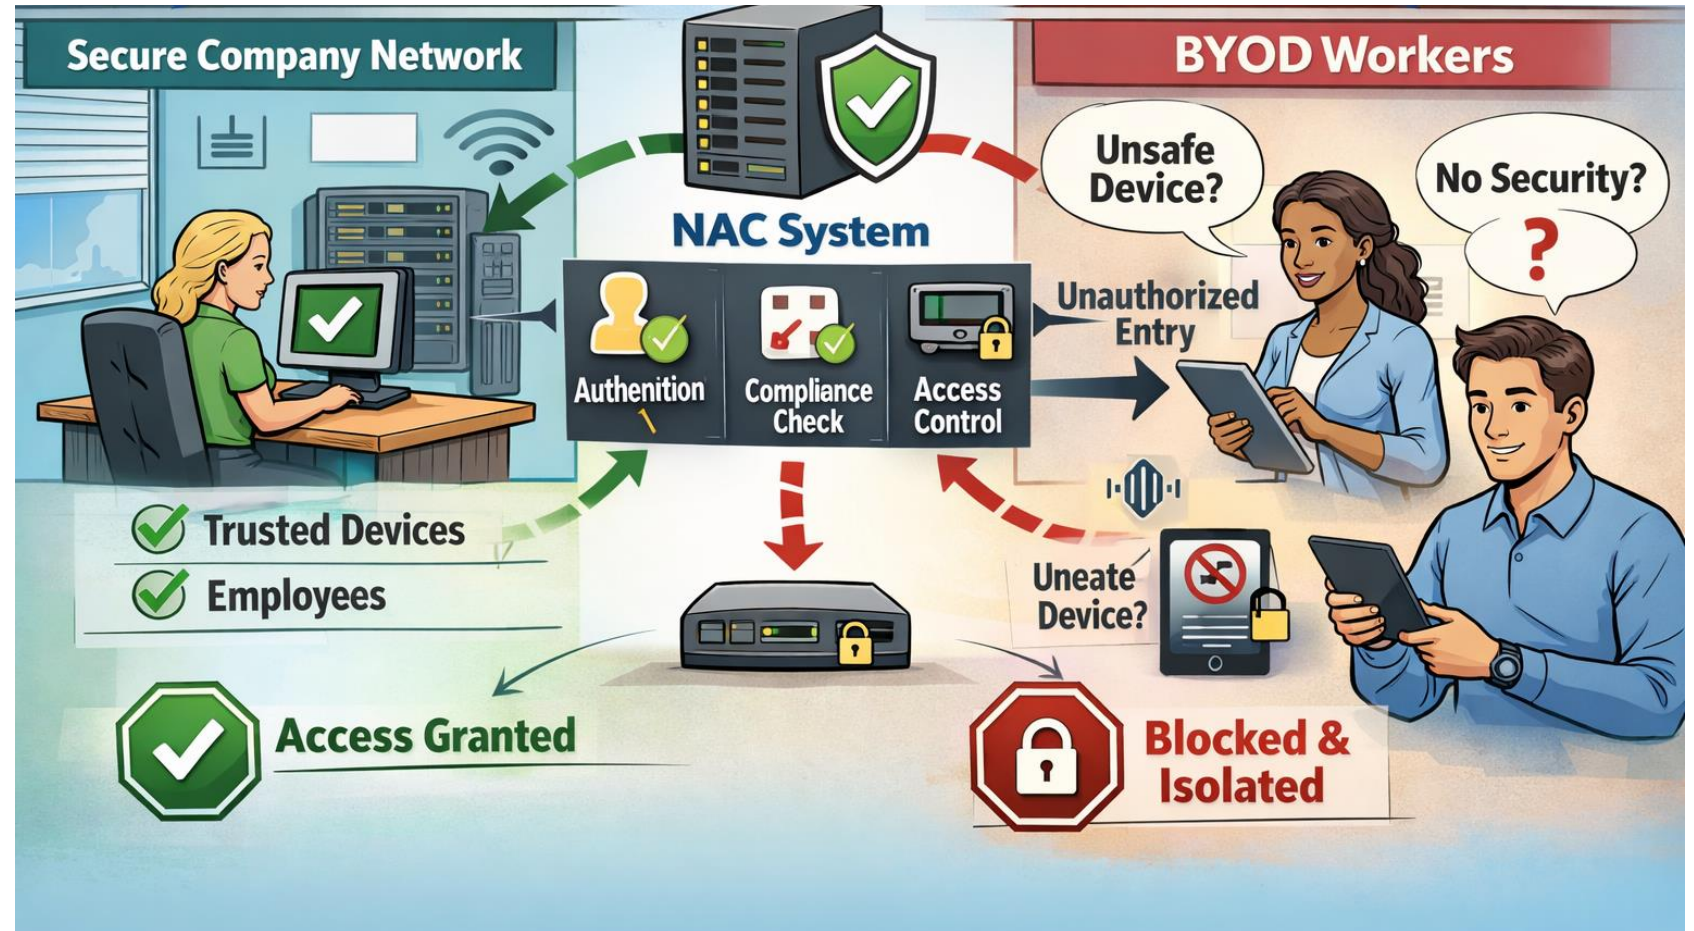 Secure Company Network
BYOD Workers
Unsafe
Device?
No Security?
?
NAC System
Unauthorized
Entry
Authenition
Compliance
Check
Access
Control
Trusted Devices
Employees
Uneate
Device?
Access Granted
Blocked &
Isolated